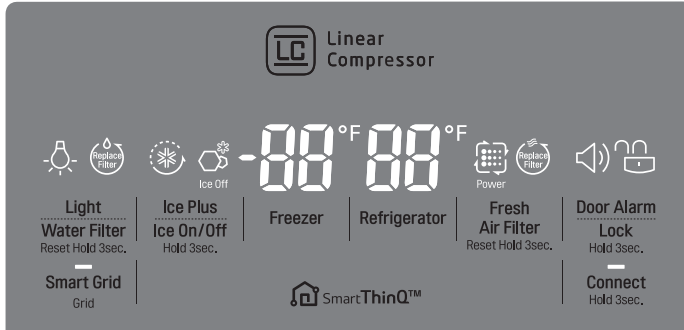 LC
Linear
Compressor
Replace
Filter
Ice Off
-88°F
88°F
Power
Replace
Filter
Light
Water Filter
Reset Hold 3sec.
Ice Plus
Ice On/Off
Hold 3sec.
Freezer
Refrigerator
Fresh
Air Filter
Reset Hold 3sec.
Door Alarm
Lock
Hold 3sec.
Smart Grid
Grid
Smart ThinQ™
Connect
Hold 3sec.